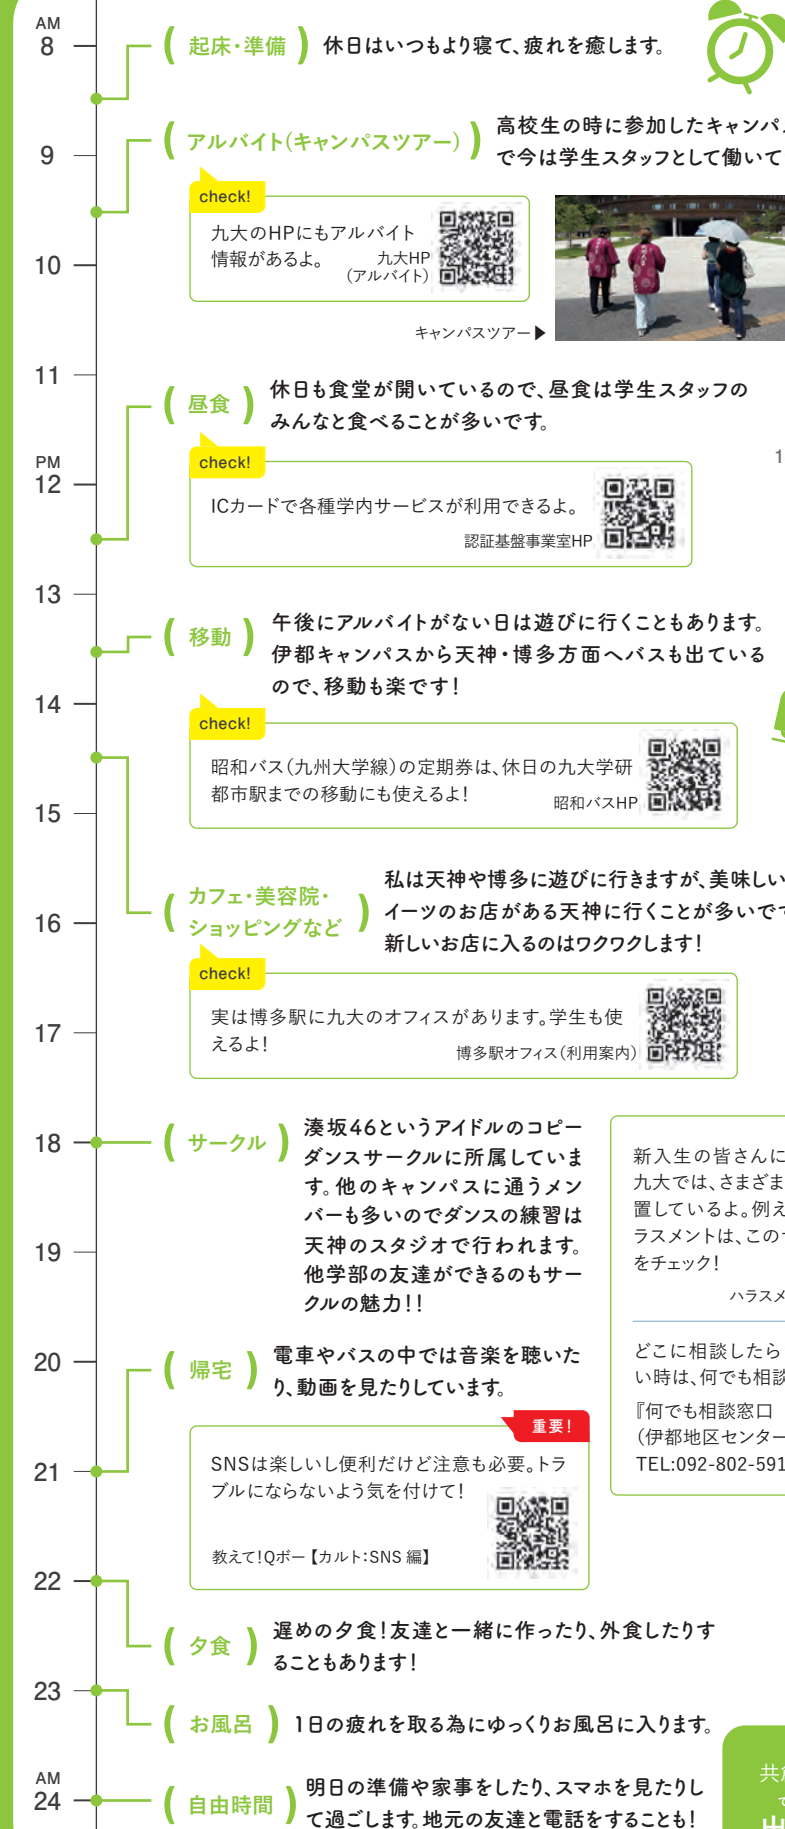 AM
8
( 起床・準備 ) 休日はいつもより寝て、疲れを癒します。
9
( アルバイト(キャンパスツアー) )
高校生の時に参加したキャンパ
で今は学生スタッフとして働いて
check!
九大のHPにもアルバイト
情報があるよ。
九大HP
(アルバイト)
10
キャンパスツアー▶
11
( 昼食 )
休日も食堂が開いているので、昼食は学生スタッフの
みんなと食べることが多いです。
PM
12
check!
ICカードで各種学内サービスが利用できるよ。
認証基盤事業室HP
1
13
( 移動 )
午後にアルバイトがない日は遊びに行くこともあります。
伊都キャンパスから天神・博多方面へバスも出ている
ので、移動も楽です!
14
check!
昭和バス(九州大学線)の定期券は、休日の九大学研
都市駅までの移動にも使えるよ!
昭和バスHP
15
( カフェ・美容院・
ショッピングなど )
私は天神や博多に遊びに行きますが、美味しい
イーツのお店がある天神に行くことが多いです
新しいお店に入るのはワクワクします!
16
check!
実は博多駅に九大のオフィスがあります。学生も使
えるよ!
博多駅オフィス(利用案内)
17
18
( サークル )
湊坂46というアイドルのコピー
ダンスサークルに所属していま
す。他のキャンパスに通うメン
バーも多いのでダンスの練習は
天神のスタジオで行われます。
他学部の友達ができるのもサー
クルの魅力!!
19
新入生の皆さんに
九大では、さまざま
置しているよ。例え
ラスメントは、このサ
をチェック!
ハラスメ
どこに相談したら
い時は、何でも相談
『何でも相談窓口
(伊都地区センター
TEL:092-802-591
20
( 帰宅 )
電車やバスの中では音楽を聴いた
り、動画を見たりしています。
重要!
SNSは楽しいし便利だけど注意も必要。トラ
ブルにならないよう気を付けて!
教えて!Qボー【カルト:SNS 編】
21
22
( 夕食 )
遅めの夕食!友達と一緒に作ったり、外食したりす
ることもあります!
23
( お風呂 ) 1日の疲れを取る為にゆっくりお風呂に入ります。
AM
24
( 自由時間 )
明日の準備や家事をしたり、スマホを見たりし
て過ごします。地元の友達と電話をすることも!